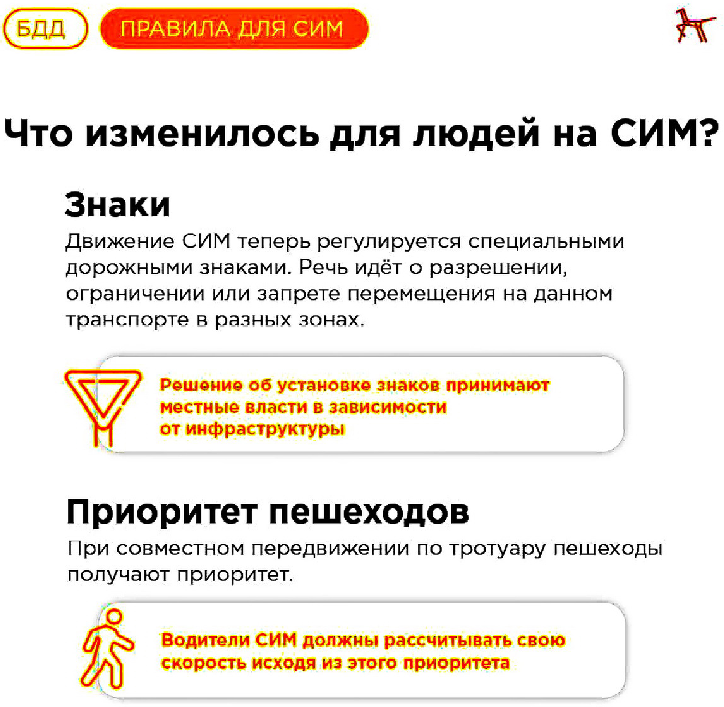 БДД
ПРАВИЛА ДЛЯ СИМ
Что изменилось для людей на СИМ?
Знаки
Движение СИМ теперь регулируется специальными
дорожными знаками. Речь идёт о разрешении,
ограничении или запрете перемещения на данном
транспорте в разных зонах.
Решение об установке знаков принимают
местные власти в зависимости
от инфраструктуры
Приоритет пешеходов
При совместном передвижении по тротуару пешеходы
получают приоритет.
Водители СИМ должны рассчитывать свою
скорость исходя из этого приоритета